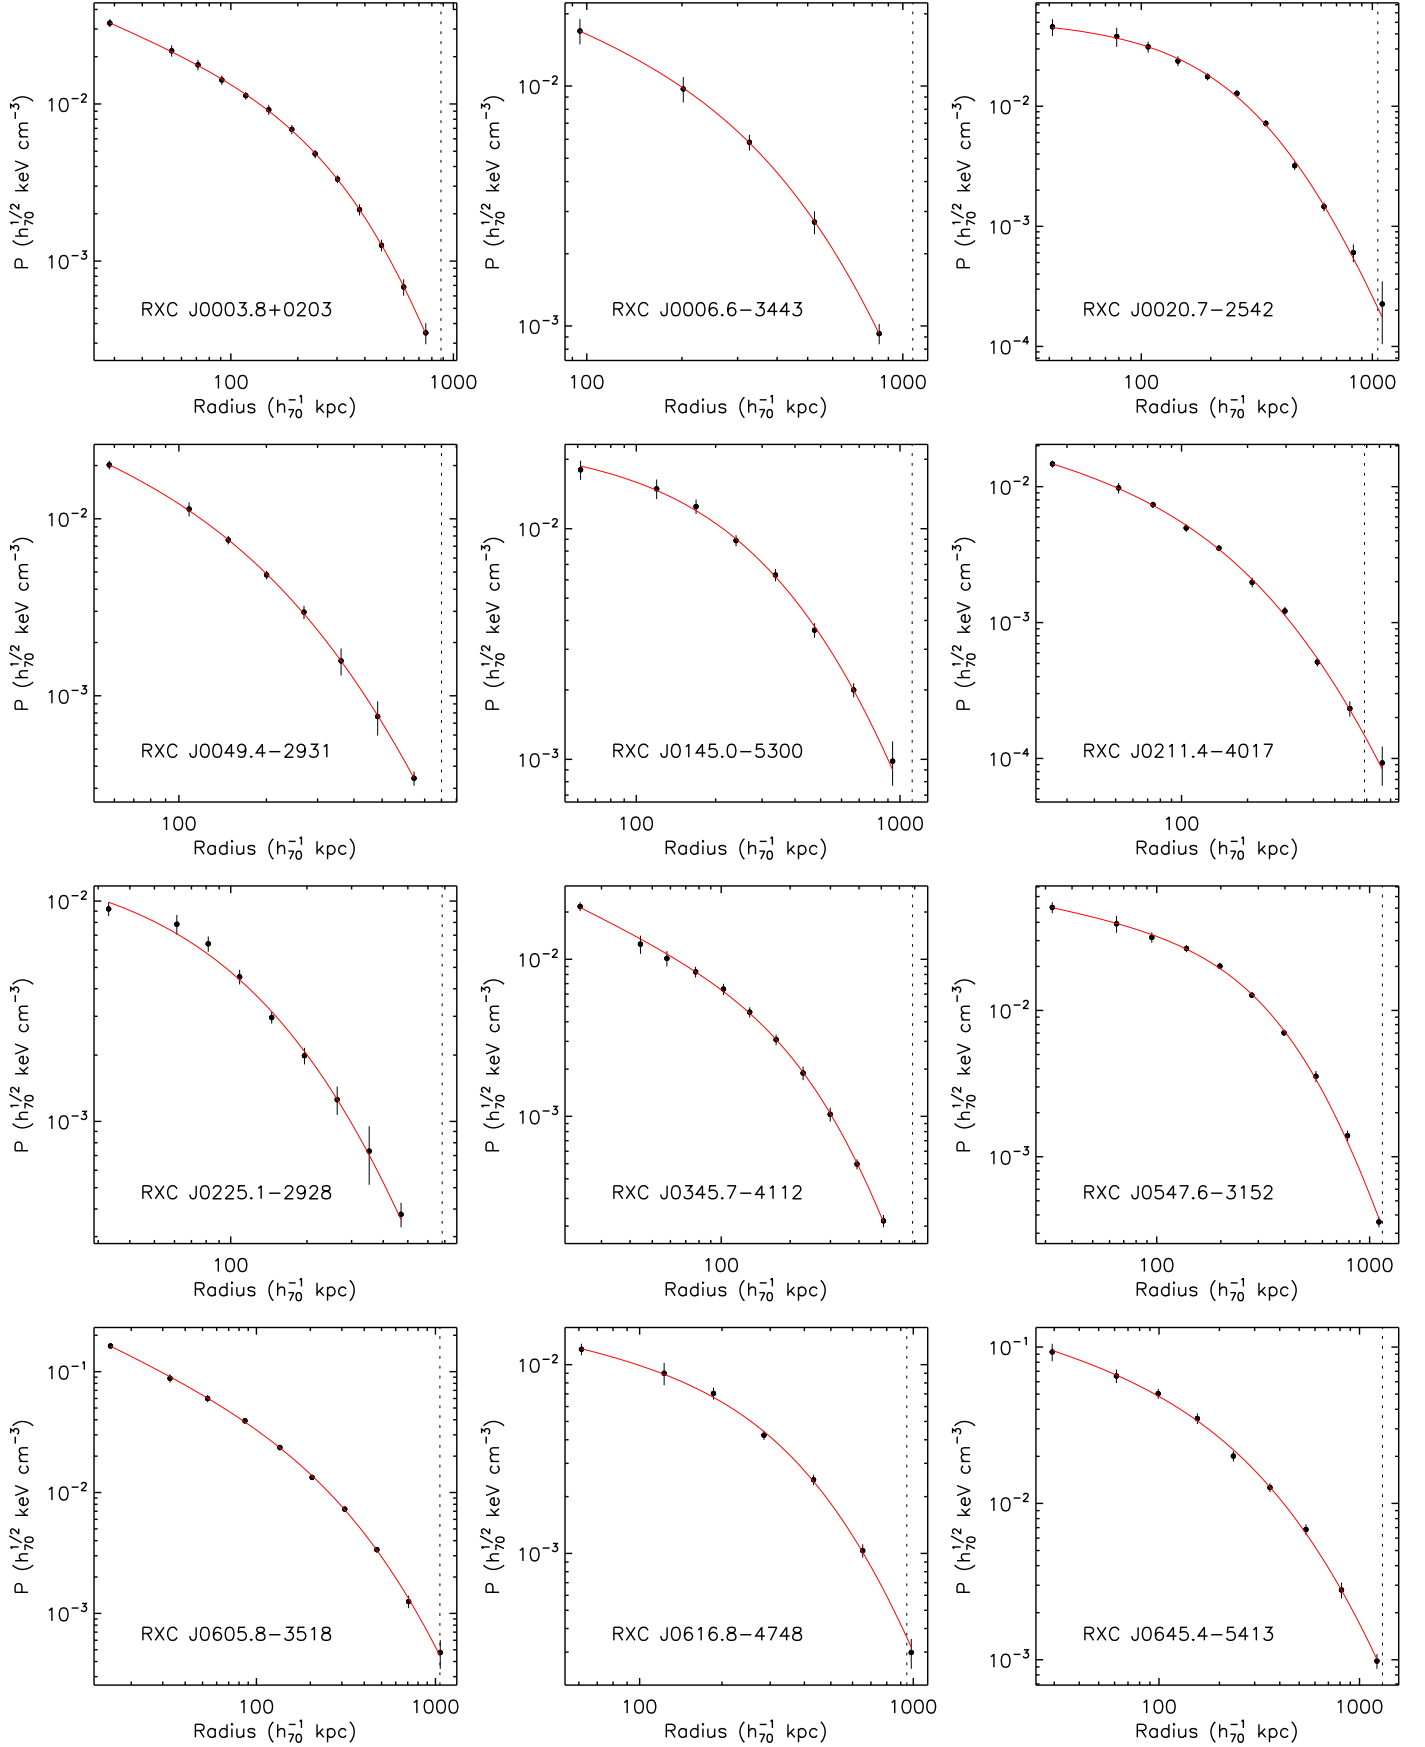 P (h₇₀^{1/2} keV cm⁻³)
10⁻²
10⁻³
RXC J0003.8+0203
100 1000
Radius (h₇₀⁻¹ kpc)
P (h₇₀^{1/2} keV cm⁻³)
10⁻²
10⁻³
RXC J0006.6−3443
100 1000
Radius (h₇₀⁻¹ kpc)
P (h₇₀^{1/2} keV cm⁻³)
10⁻²
10⁻³
10⁻⁴
RXC J0020.7−2542
100 1000
Radius (h₇₀⁻¹ kpc)
P (h₇₀^{1/2} keV cm⁻³)
10⁻²
10⁻³
RXC J0049.4−2931
100
Radius (h₇₀⁻¹ kpc)
P (h₇₀^{1/2} keV cm⁻³)
10⁻²
10⁻³
RXC J0145.0−5300
100 1000
Radius (h₇₀⁻¹ kpc)
P (h₇₀^{1/2} keV cm⁻³)
10⁻²
10⁻³
10⁻⁴
RXC J0211.4−4017
100
Radius (h₇₀⁻¹ kpc)
P (h₇₀^{1/2} keV cm⁻³)
10⁻²
10⁻³
RXC J0225.1−2928
100
Radius (h₇₀⁻¹ kpc)
P (h₇₀^{1/2} keV cm⁻³)
10⁻²
10⁻³
RXC J0345.7−4112
100
Radius (h₇₀⁻¹ kpc)
P (h₇₀^{1/2} keV cm⁻³)
10⁻²
10⁻³
RXC J0547.6−3152
100 1000
Radius (h₇₀⁻¹ kpc)
P (h₇₀^{1/2} keV cm⁻³)
10⁻¹
10⁻²
10⁻³
RXC J0605.8−3518
100 1000
Radius (h₇₀⁻¹ kpc)
P (h₇₀^{1/2} keV cm⁻³)
10⁻²
10⁻³
RXC J0616.8−4748
100 1000
Radius (h₇₀⁻¹ kpc)
P (h₇₀^{1/2} keV cm⁻³)
10⁻¹
10⁻²
10⁻³
RXC J0645.4−5413
100 1000
Radius (h₇₀⁻¹ kpc)